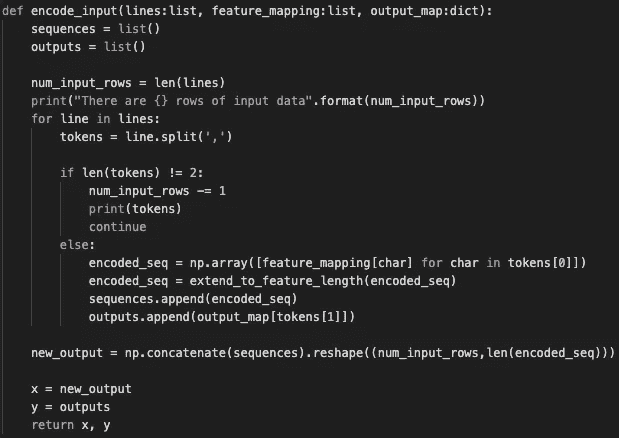 def encode_input(lines:list, feature_mapping:list, output_map:dict):
    sequences = list()
    outputs = list()

    num_input_rows = len(lines)
    print("There are {} rows of input data".format(num_input_rows))
    for line in lines:
        tokens = line.split(',')

        if len(tokens) != 2:
            num_input_rows -= 1
            print(tokens)
            continue
        else:
            encoded_seq = np.array([feature_mapping[char] for char in tokens[0]])
            encoded_seq = extend_to_feature_length(encoded_seq)
            sequences.append(encoded_seq)
            outputs.append(output_map[tokens[1]])

    new_output = np.concatenate(sequences).reshape((num_input_rows,len(encoded_seq)))

    x = new_output
    y = outputs
    return x, y